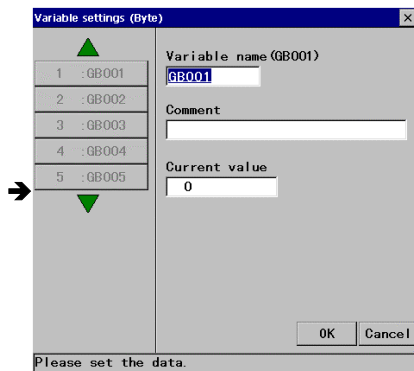 Variable settings (Byte)
1 :GB001
2 :GB002
3 :GB003
4 :GB004
5 :GB005
Variable name(GB001)
GB001
Comment
Current value
0
OK Cancel
Please set the data.